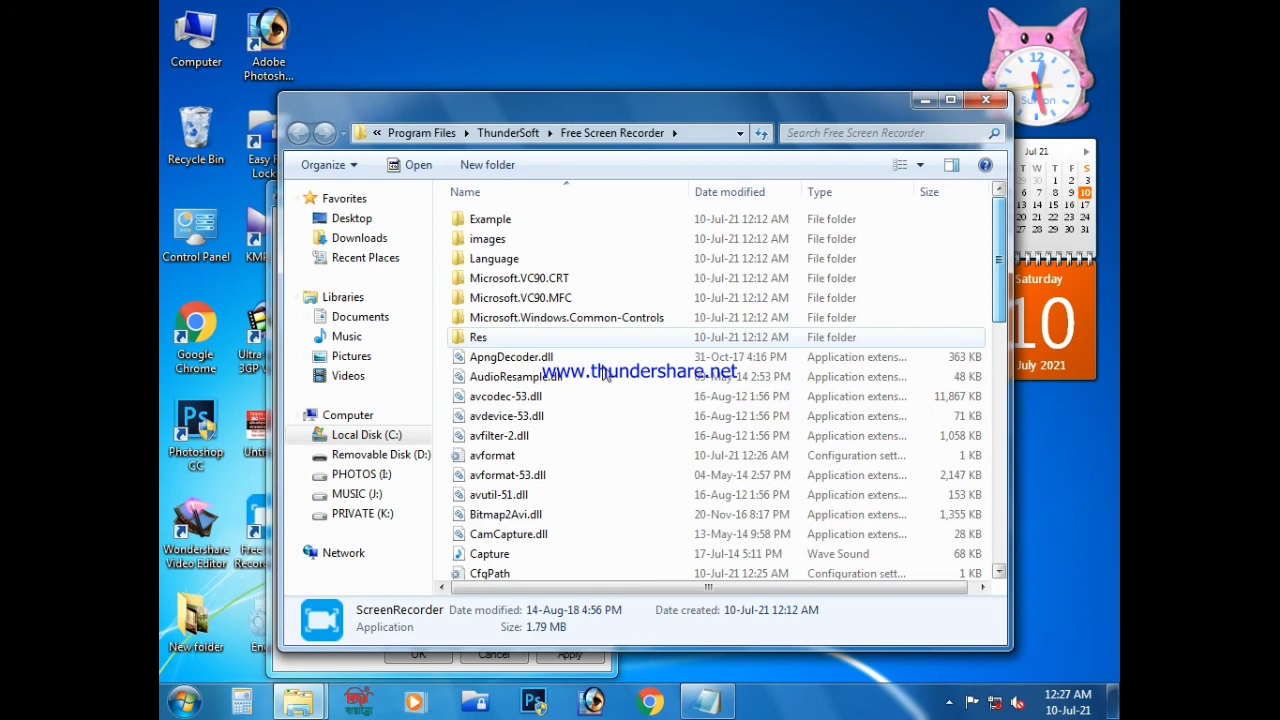 Computer
Adobe
Photosh...
12
Jul 21
Recycle Bin
Easy F
Lock
« Program Files ▸ ThunderSoft ▸ Free Screen Recorder ▸
Search Free Screen Recorder
Organize
Open
New folder
Name
Date modified
Type
Size
Favorites
Desktop
Downloads
Recent Places
Libraries
Documents
Music
Pictures
Videos
Computer
Local Disk (C:)
Removable Disk (D:)
PHOTOS (I:)
MUSIC (J:)
PRIVATE (K:)
Network
Example 10-Jul-21 12:12 AM File folder
images 10-Jul-21 12:12 AM File folder
Language 10-Jul-21 12:12 AM File folder
Microsoft.VC90.CRT 10-Jul-21 12:12 AM File folder
Microsoft.VC90.MFC 10-Jul-21 12:12 AM File folder
Microsoft.Windows.Common-Controls 10-Jul-21 12:12 AM File folder
Res 10-Jul-21 12:12 AM File folder
ApngDecoder.dll 31-Oct-17 4:16 PM Application extens... 363 KB
www.thundershare.net
2:53 PM Application extens... 48 KB
avcodec-53.dll 16-Aug-12 1:56 PM Application extens... 11,867 KB
avdevice-53.dll 16-Aug-12 1:56 PM Application extens... 71 KB
avfilter-2.dll 16-Aug-12 1:56 PM Application extens... 1,058 KB
avformat 10-Jul-21 12:26 AM Configuration sett... 1 KB
avformat-53.dll 04-May-14 2:57 PM Application extens... 2,147 KB
avutil-51.dll 16-Aug-12 1:56 PM Application extens... 153 KB
Bitmap2Avi.dll 20-Nov-16 8:17 PM Application extens... 1,355 KB
CamCapture.dll 13-May-14 9:58 PM Application extens... 28 KB
Capture 17-Jul-14 5:11 PM Wave Sound 68 KB
CfgPath 10-Jul-21 12:25 AM Configuration sett... 1 KB
ScreenRecorder Date modified: 14-Aug-18 4:56 PM Date created: 10-Jul-21 12:12 AM
Application Size: 1.79 MB
OK Cancel Apply
T W T F S
29 30 1 2 3
6 7 8 9 10
13 14 15 16 17
20 21 22 23 24
27 28 29 30 31
Saturday
10
July 2021
Control Panel
KMP
Google
Chrome
Ultra
3GP V
Photoshop
CC
Untit
Wondershare
Video Editor
Free
Recor
New folder
En
12:27 AM
10-Jul-21